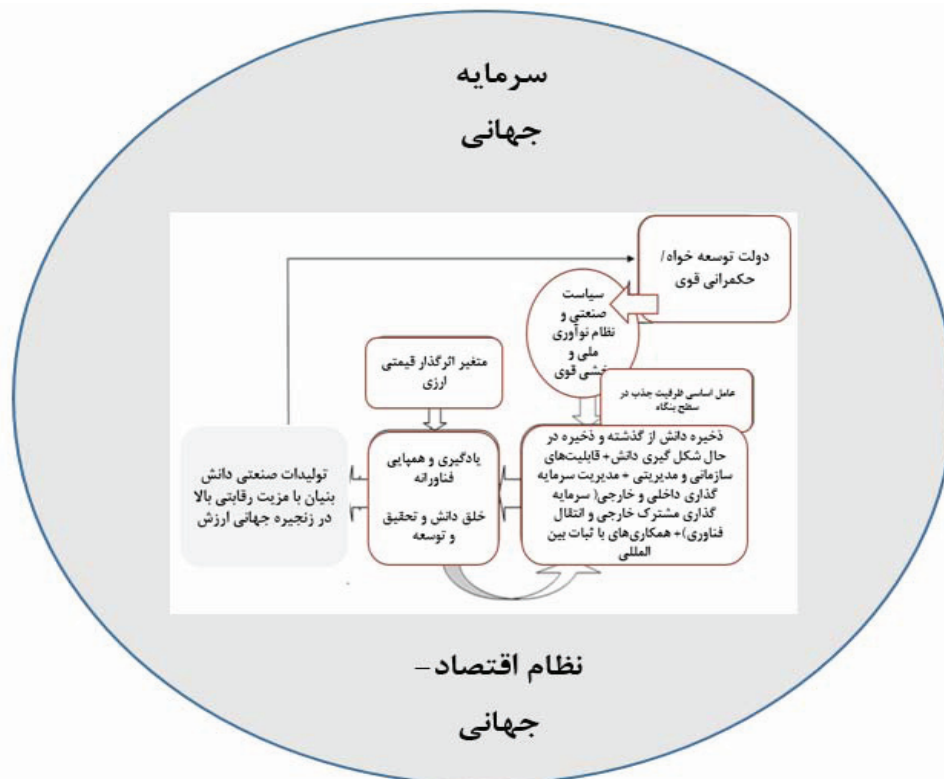 سرمایه
جهانی
دولت توسعه خواه/
حکمرانی قوی
سیاست
صنعتی و
نظام نوآوری
ملی و
بخشی قوی
متغیر اثرگذار قیمتی
ارزی
عامل اساسی ظرفیت جذب در
سطح بنگاه
ذخیره دانش از گذشته و ذخیره در
حال شکل گیری دانش+ قابلیت‌های
سازمانی و مدیریتی + مدیریت سرمایه
گذاری داخلی و خارجی( سرمایه
گذاری مشترک خارجی و انتقال
فناوری)+ همکاری‌های با ثبات بین
المللی
یادگیری و همپایی
فناورانه
خلق دانش و تحقیق
و توسعه
تولیدات صنعتی دانش
بنیان با مزیت رقابتی بالا
در زنجیره جهانی ارزش
نظام اقتصاد–
جهانی